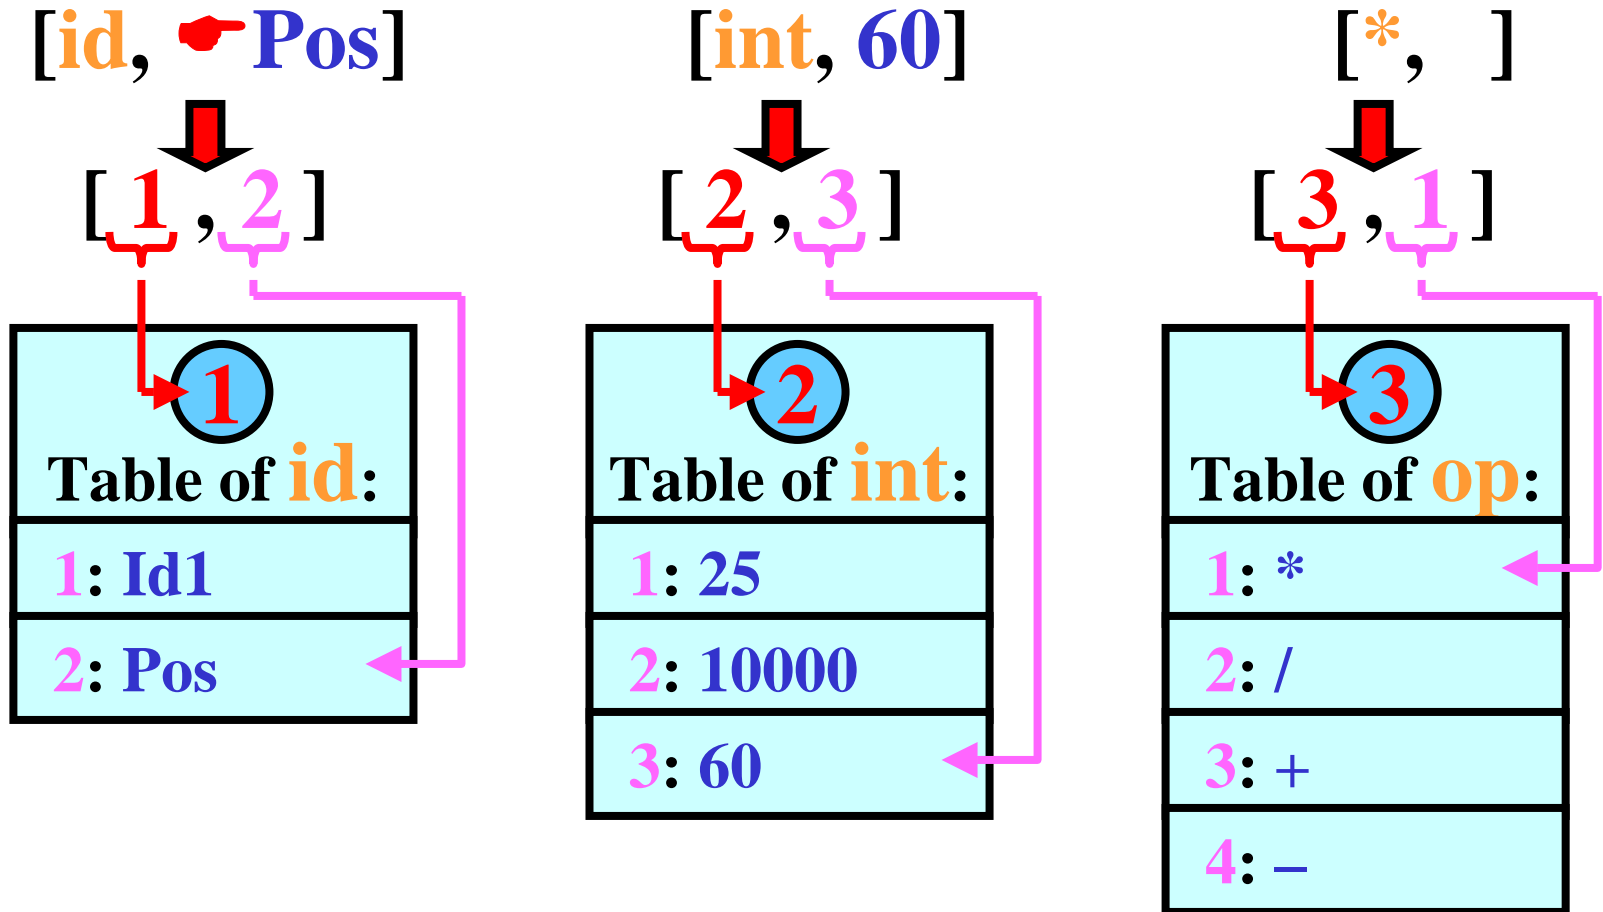 [id, ☛Pos]
[int, 60]
[*, ]
[1, 2]
[2, 3]
[3, 1]
1
Table of id:
1: Id1
2: Pos
2
Table of int:
1: 25
2: 10000
3: 60
3
Table of op:
1: *
2: /
3: +
4: –